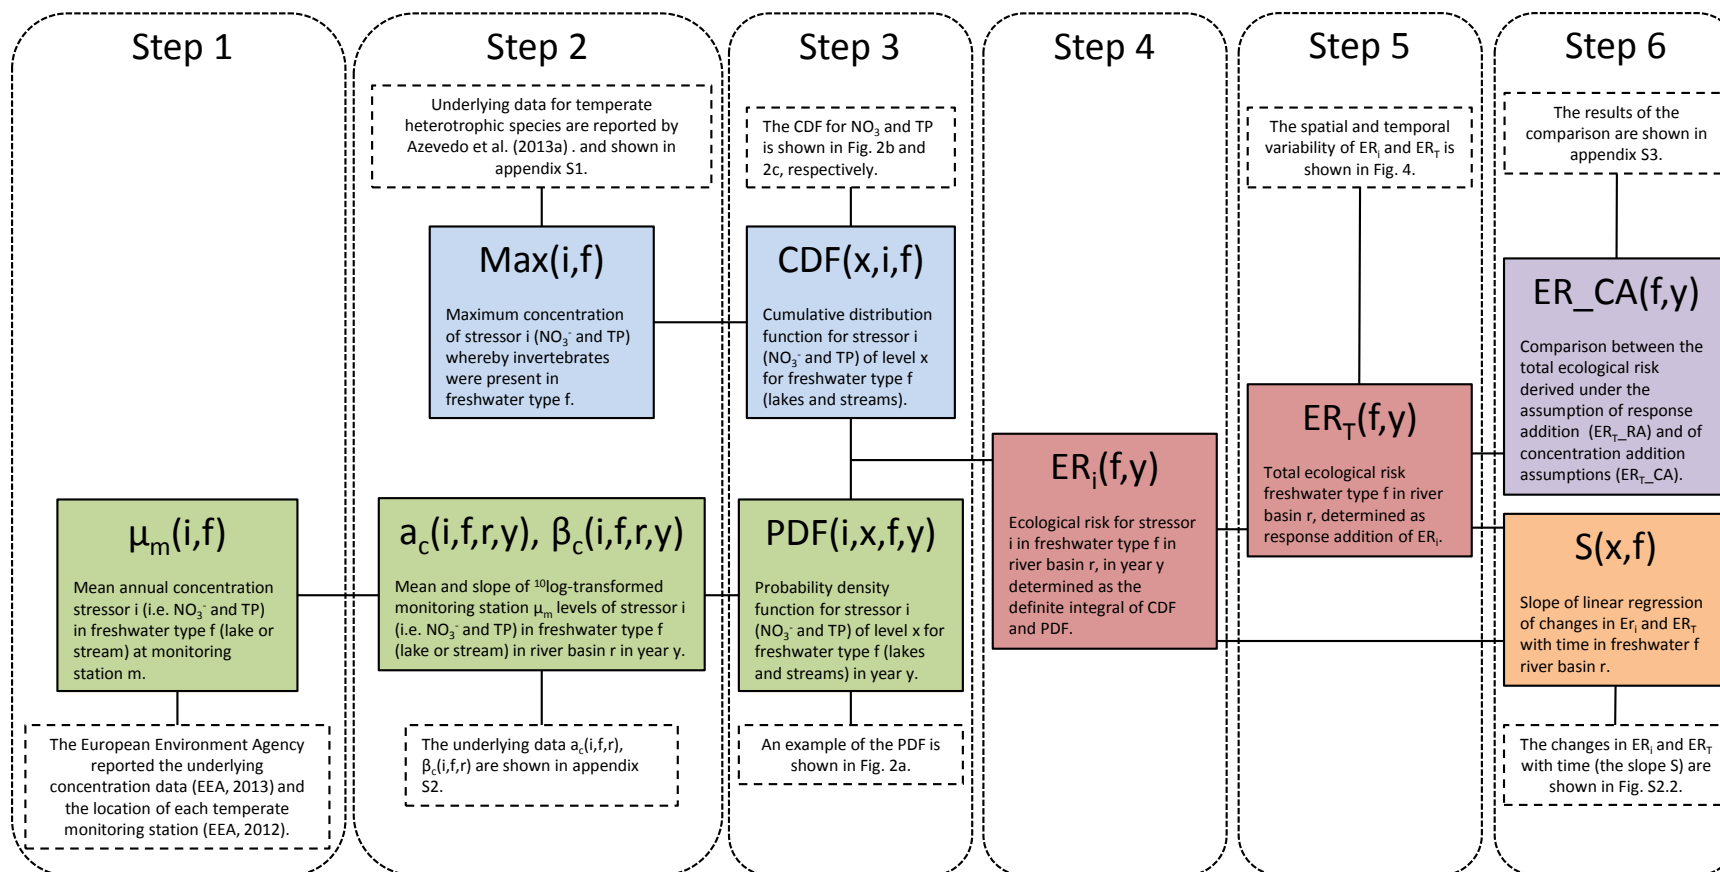 Step 1
The European Environment Agency
reported the underlying
concentration data (EEA, 2013) and
the location of each temperate
monitoring station (EEA, 2012).
μm(i,f)
Mean annual concentration
stressor i (i.e. NO3- and TP)
in freshwater type f (lake or
stream) at monitoring
station m.
Step 2
Underlying data for temperate
heterotrophic species are reported by
Azevedo et al. (2013a) . and shown in
appendix S1.
Max(i,f)
Maximum concentration
of stressor i (NO3- and TP)
whereby invertebrates
were present in
freshwater type f.
ac(i,f,r,y), βc(i,f,r,y)
Mean and slope of 10log-transformed
monitoring station μm levels of stressor i
(i.e. NO3- and TP) in freshwater type f
(lake or stream) in river basin r in year y.
The underlying data ac(i,f,r),
βc(i,f,r) are shown in appendix
S2.
Step 3
The CDF for NO3 and TP
is shown in Fig. 2b and
2c, respectively.
CDF(x,i,f)
Cumulative distribution
function for stressor i
(NO3- and TP) of level x
for freshwater type f
(lakes and streams).
PDF(i,x,f,y)
Probability density
function for stressor i
(NO3- and TP) of level x for
freshwater type f (lakes
and streams) in year y.
An example of the PDF is
shown in Fig. 2a.
Step 4
ERi(f,y)
Ecological risk for stressor
i in freshwater type f in
river basin r, in year y
determined as the
definite integral of CDF
and PDF.
Step 5
The spatial and temporal
variability of ERi and ERT is
shown in Fig. 4.
ERT(f,y)
Total ecological risk
freshwater type f in river
basin r, determined as
response addition of ERi.
Step 6
The results of the
comparison are shown in
appendix S3.
ER_CA(f,y)
Comparison between the
total ecological risk
derived under the
assumption of response
addition (ERT_RA) and of
concentration addition
assumptions (ERT_CA).
S(x,f)
Slope of linear regression
of changes in Eri and ERT
with time in freshwater f
river basin r.
The changes in ERi and ERT
with time (the slope S) are
shown in Fig. S2.2.